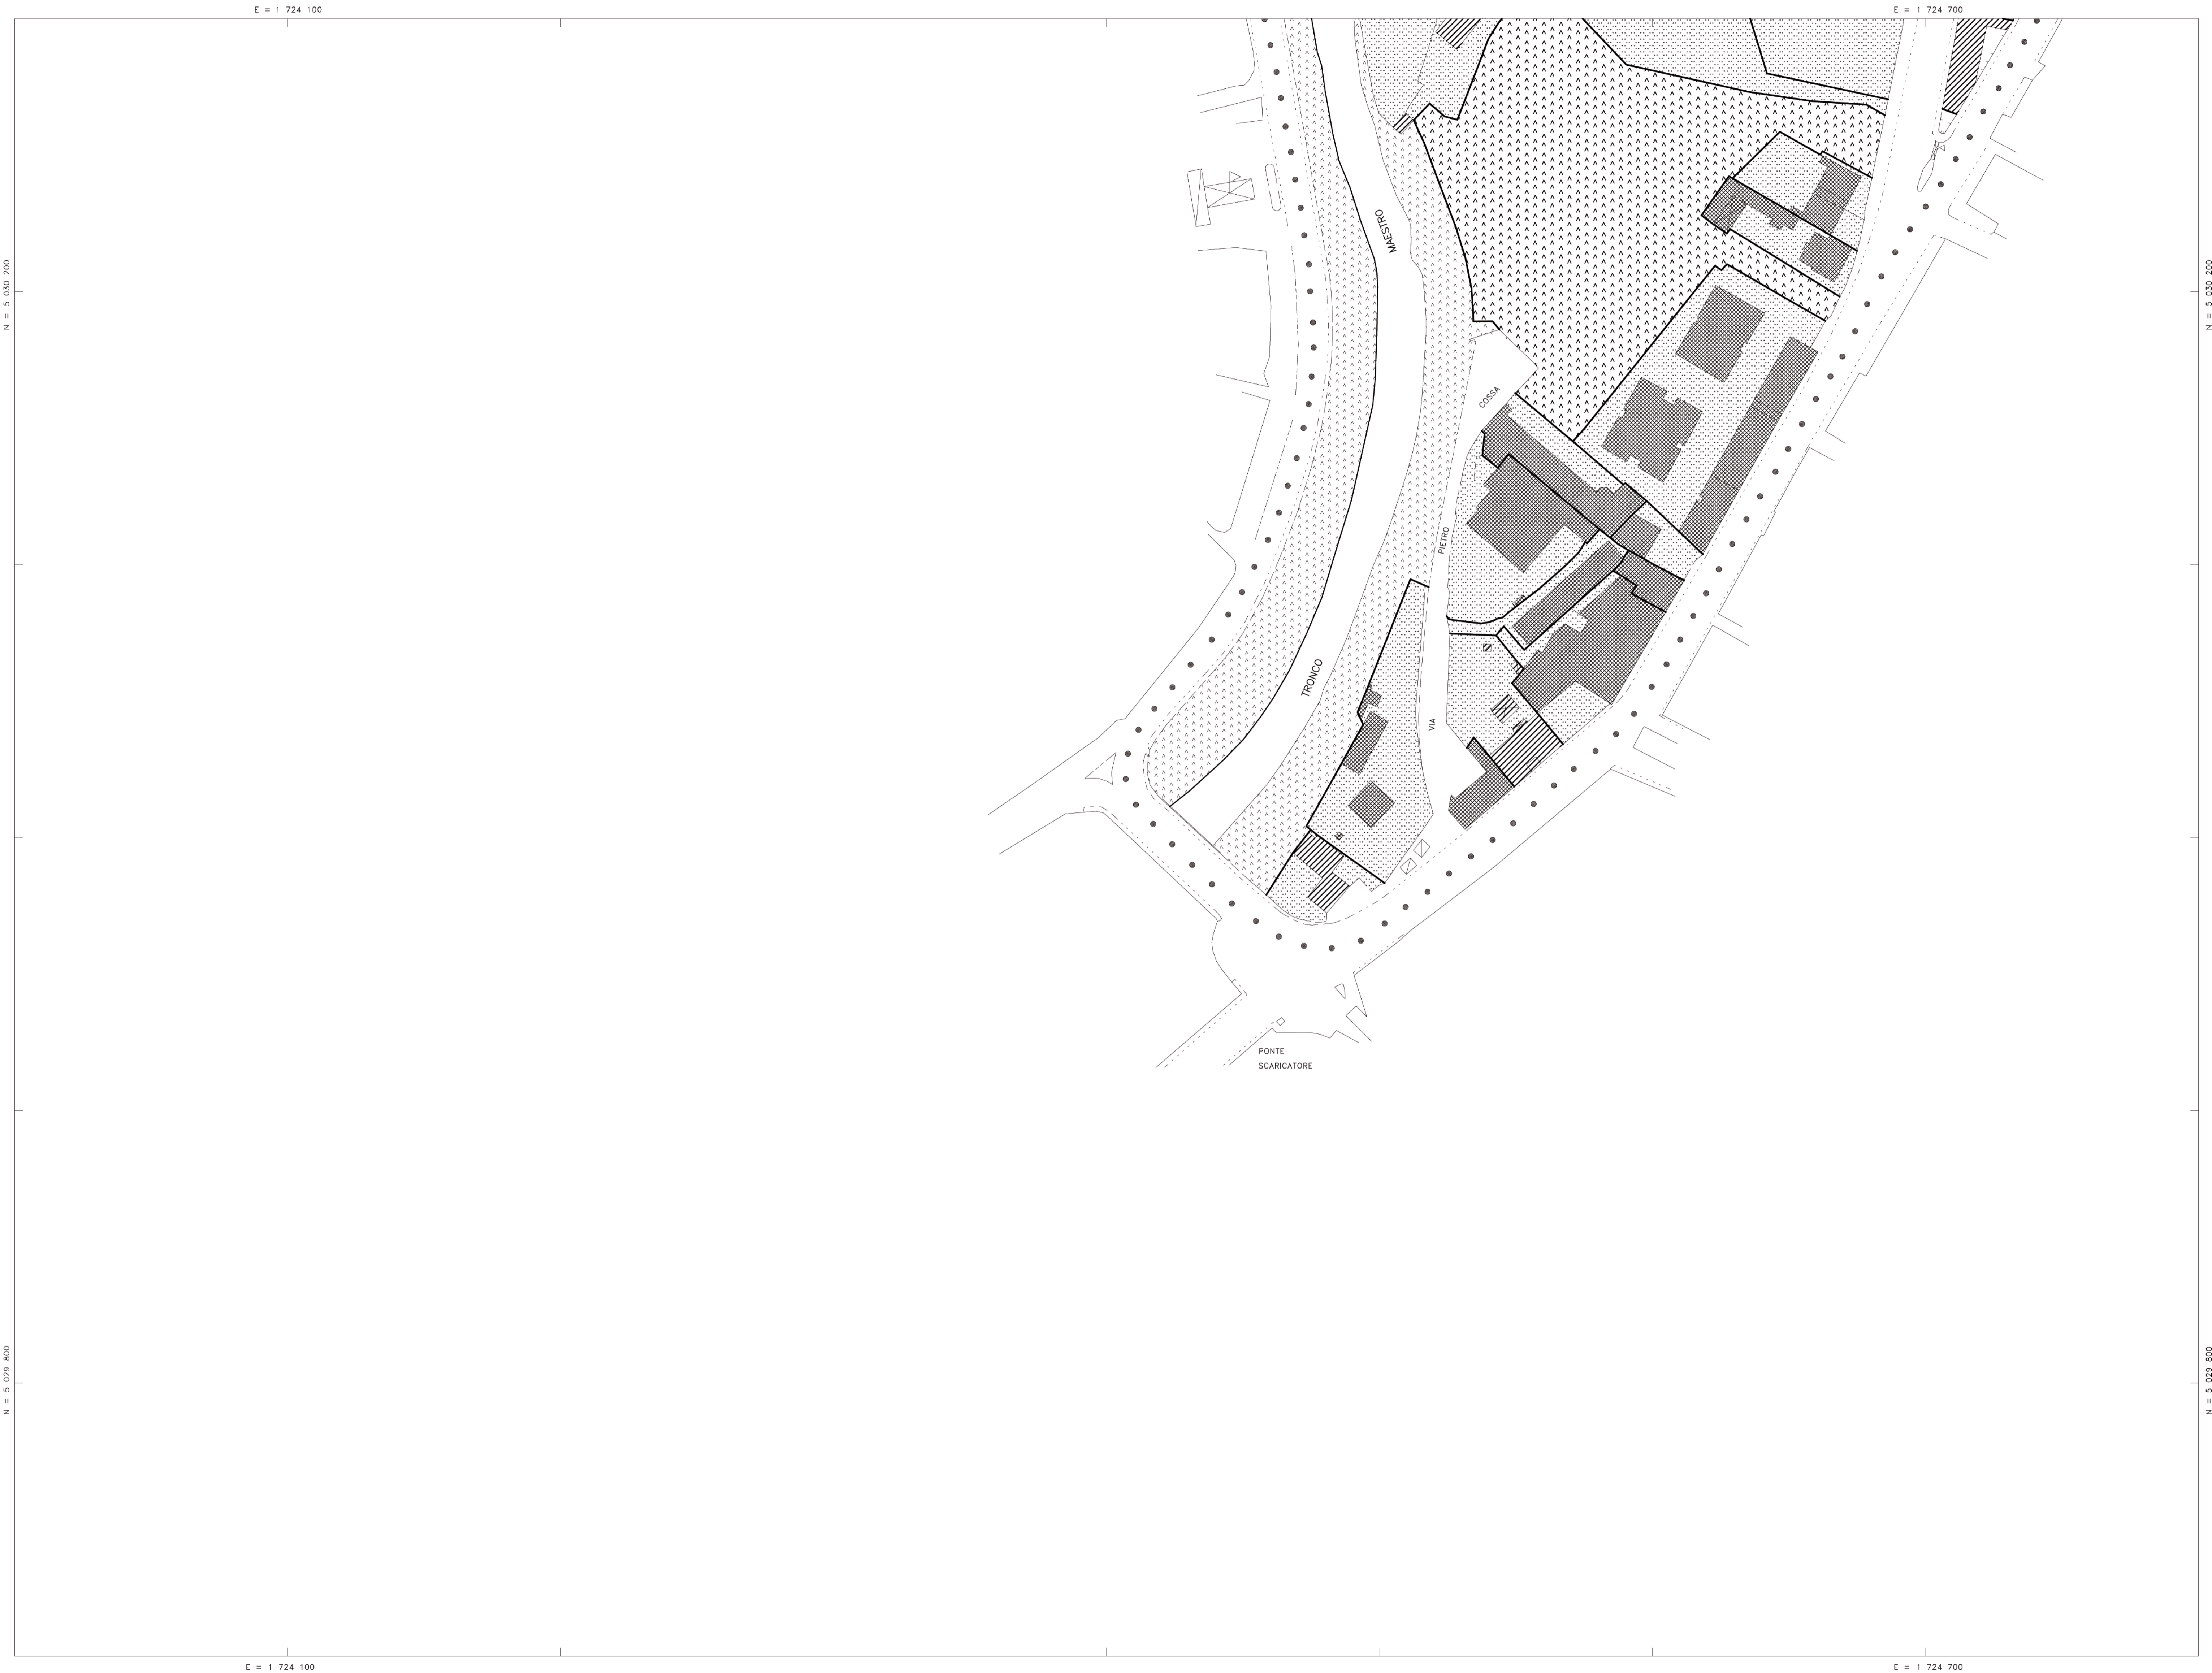 E = 1 724 100
E = 1 724 700
N = 5 030 200
N = 5 030 200
MAESTRO
COSSA
PIETRO
TRONCO
VIA
PONTE
SCARICATORE
N = 5 029 800
N = 5 029 800
E = 1 724 100
E = 1 724 700